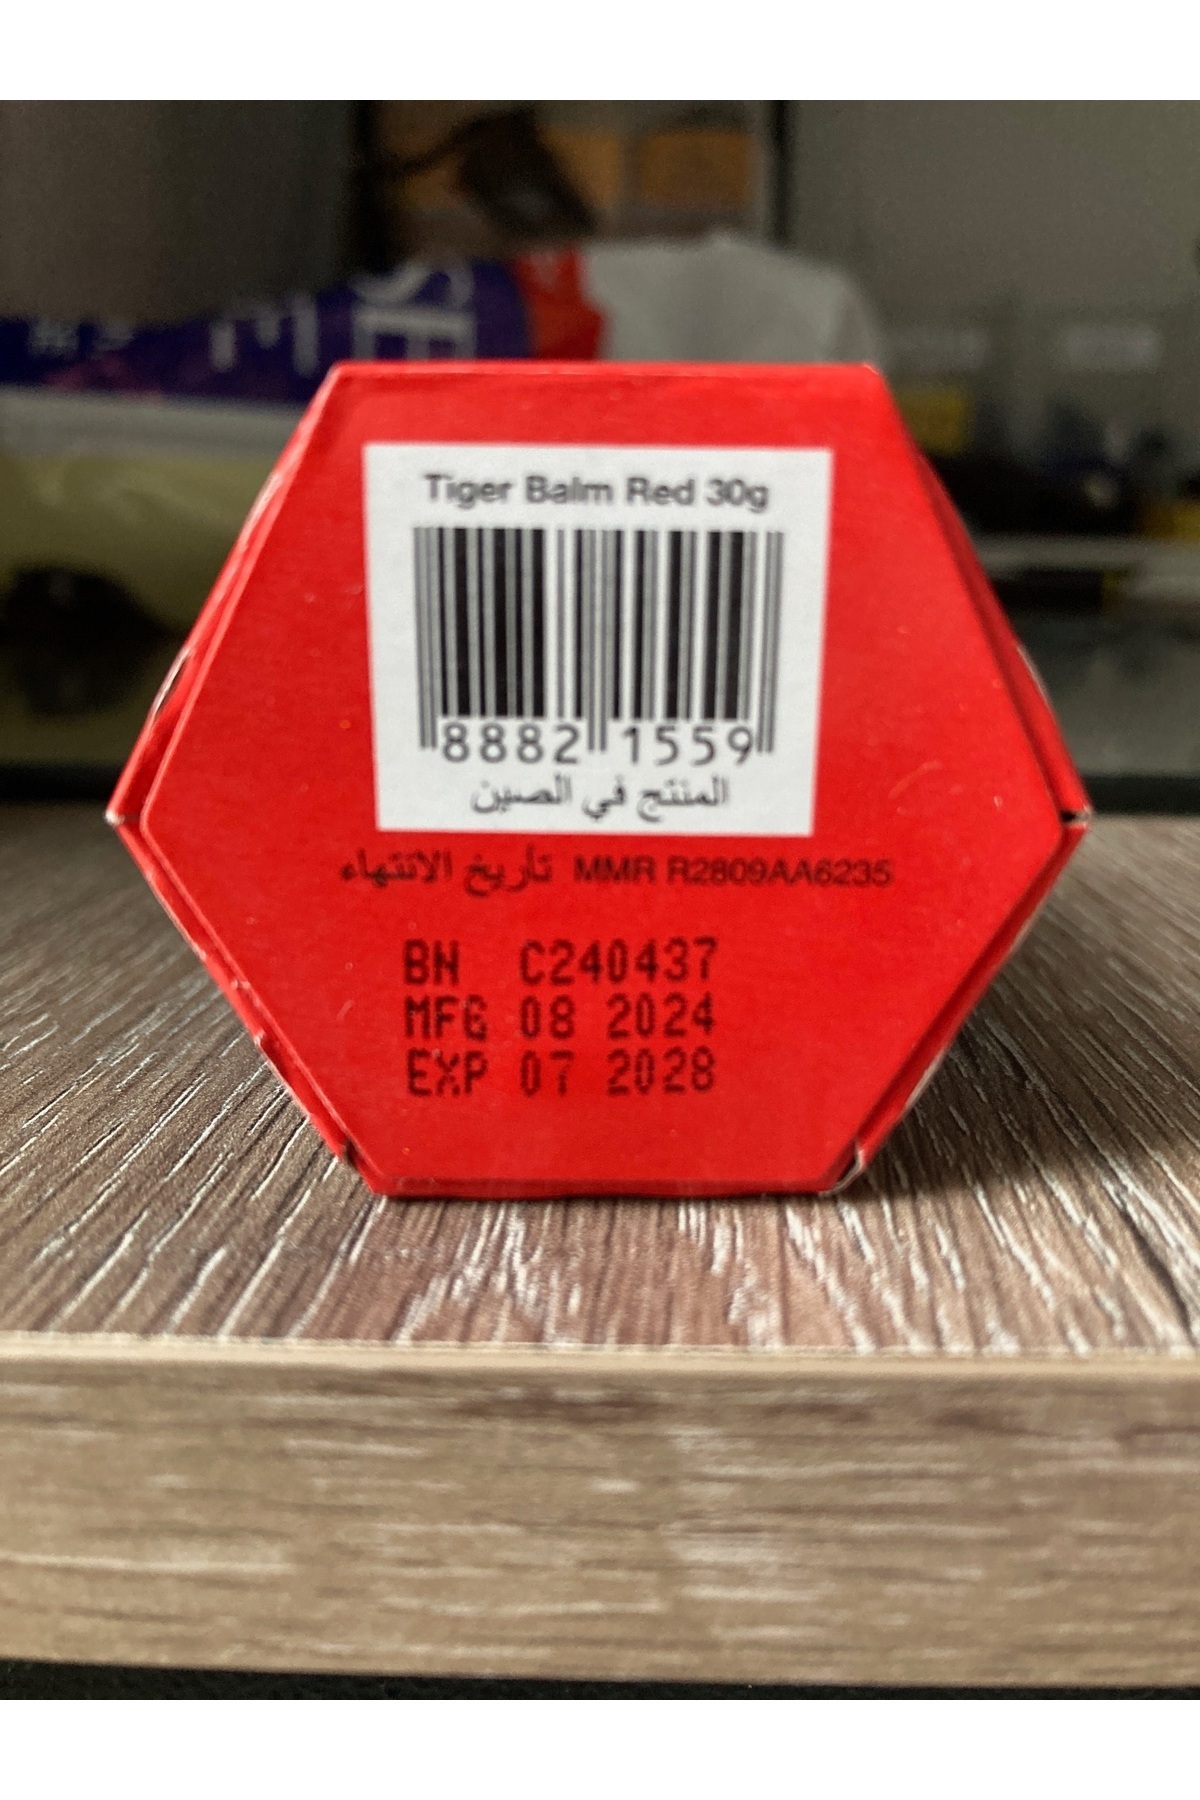 Tiger Balm Red 30g
8882 1559
المنتج في الصين
تأريخ الانتهاء MMR R2809AA6235
BN C240437
MFG 08 2024
EXP 07 2028